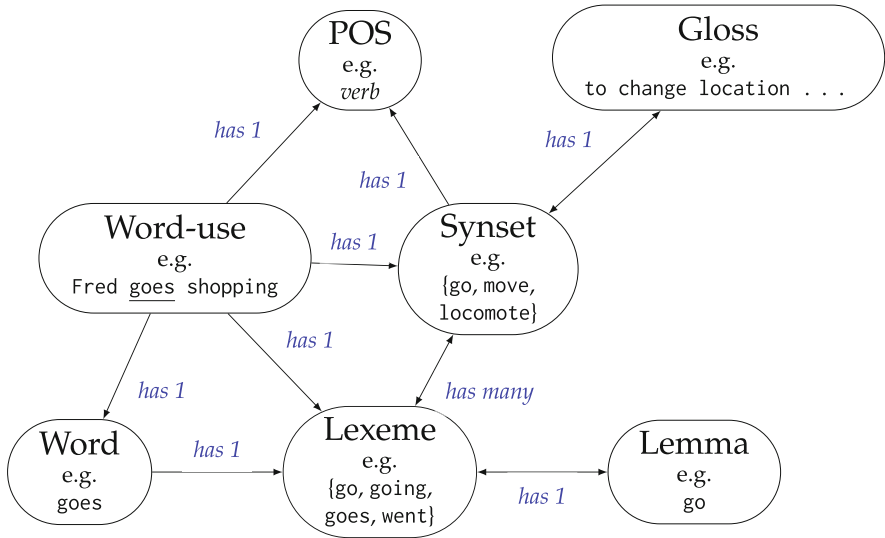 POS
e.g.
verb
Gloss
e.g.
to change location . . .
has 1
has 1
has 1
Word-use
e.g.
Fred goes shopping
has 1
Synset
e.g.
{go, move,
locomote}
has 1
has 1
has many
Word
e.g.
goes
has 1
Lexeme
e.g.
{go, going,
goes, went}
has 1
Lemma
e.g.
go